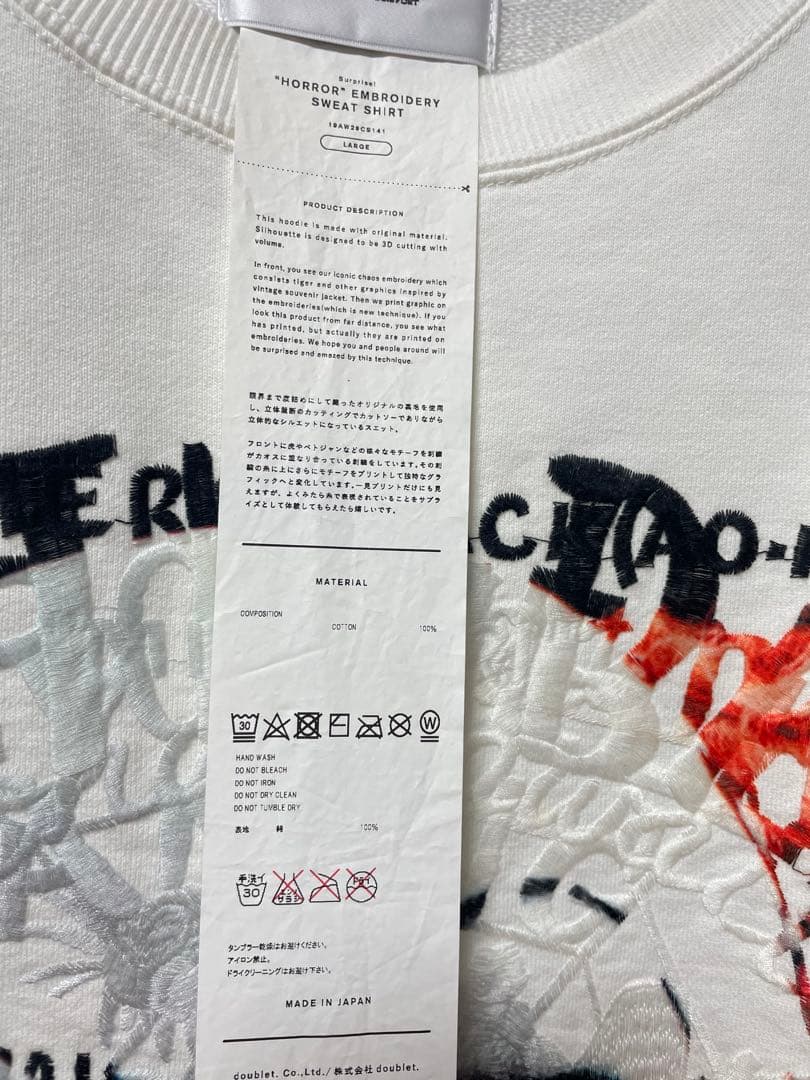 Surprise!
"HORROR" EMBROIDERY
SWEAT SHIRT
19AW29CS141
LARGE
PRODUCT DESCRIPTION
This hoodie is made with original material.
Silhouette is designed to be 3D cutting with
volume.
In front, you see our iconic chaos embroidery which
consists tiger and other graphics inspired by
vintage souvenir jacket. Then we print graphic on
the embroideries(which is new technique). If you
look this product from far distance, you see what
has printed, but actually they are printed on
embroideries. We hope you and people around will
be surprised and amazed by this technique.
限界まで度詰めにして織ったオリジナルの裏毛を使用
し、立体裁断のカッティングでカットソーでありながら
立体的なシルエットになっているスエット。
フロントに虎やベトジャンなどの様々なモチーフを刺繍
がカオスに重なり合っている刺繍をしています。その刺
繍の糸に上にさらにモチーフをプリントして独特なグラ
フィックへと変化しています。一見プリントだけにも見
えますが、よくみたら糸で表現されていることをサプラ
イズとして体験してもらえたら嬉しいです。
MATERIAL
COMPOSITION
COTTON 100%
30 W
HAND WASH
DO NOT BLEACH
DO NOT IRON
DO NOT DRY CLEAN
DO NOT TUMBLE DRY
表地 綿 100%
手洗イ 30 エンソサラシ ドライ
タンブラー乾燥はお避けください。
アイロン禁止。
ドライクリーニングはお避け下さい。
MADE IN JAPAN
doublet. Co.,Ltd./ 株式会社 doublet.